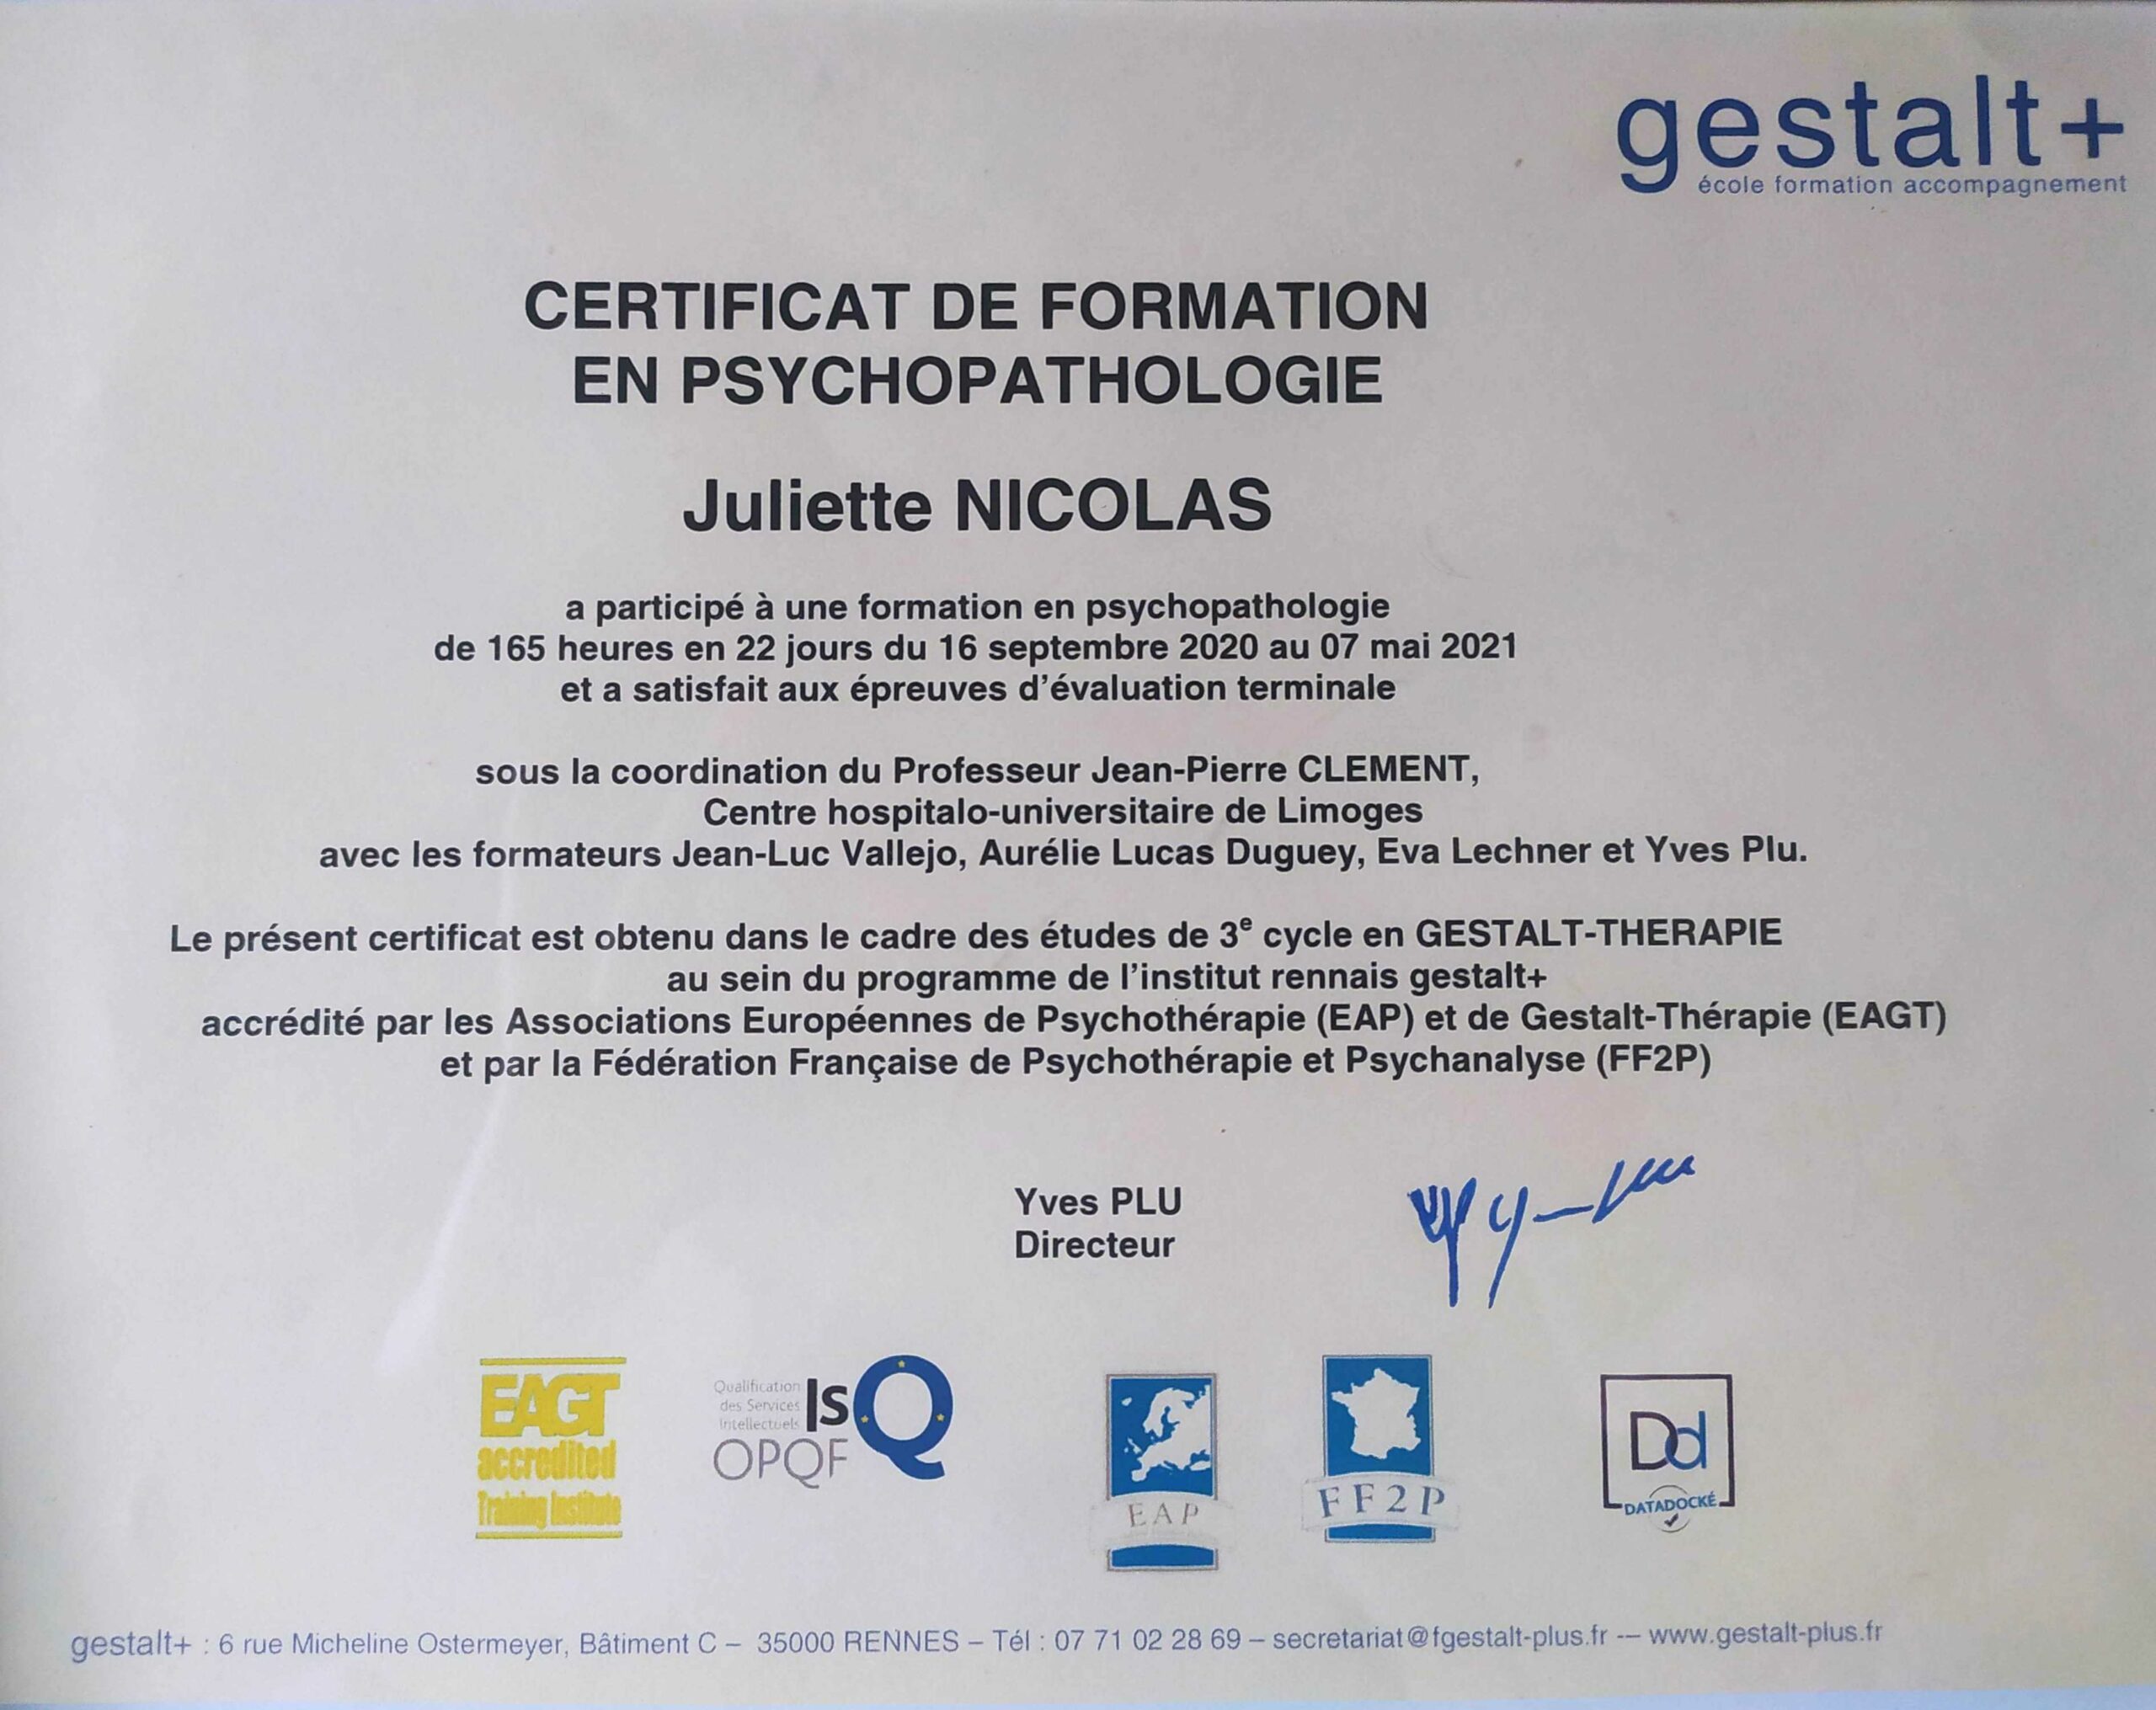 gestalt+
école formation accompagnement
CERTIFICAT DE FORMATION
EN PSYCHOPATHOLOGIE
Juliette NICOLAS
a participé à une formation en psychopathologie
de 165 heures en 22 jours du 16 septembre 2020 au 07 mai 2021
et a satisfait aux épreuves d'évaluation terminale
sous la coordination du Professeur Jean-Pierre CLEMENT,
Centre hospitalo-universitaire de Limoges
avec les formateurs Jean-Luc Vallejo, Aurélie Lucas Duguey, Eva Lechner et Yves Plu.
Le présent certificat est obtenu dans le cadre des études de 3e cycle en GESTALT-THERAPIE
au sein du programme de l'institut rennais gestalt+
accrédité par les Associations Européennes de Psychothérapie (EAP) et de Gestalt-Thérapie (EAGT)
et par la Fédération Française de Psychothérapie et Psychanalyse (FF2P)
Yves PLU
Directeur
EAGT
accredited
Training Institute
Qualification
des Services
Intellectuels
IsQ
OPQF
EAP
FF2P
Dd
DATADOCKÉ
gestalt+ : 6 rue Micheline Ostermeyer, Bâtiment C – 35000 RENNES – Tél : 07 71 02 28 69 – secretariat@fgestalt-plus.fr -– www.gestalt-plus.fr